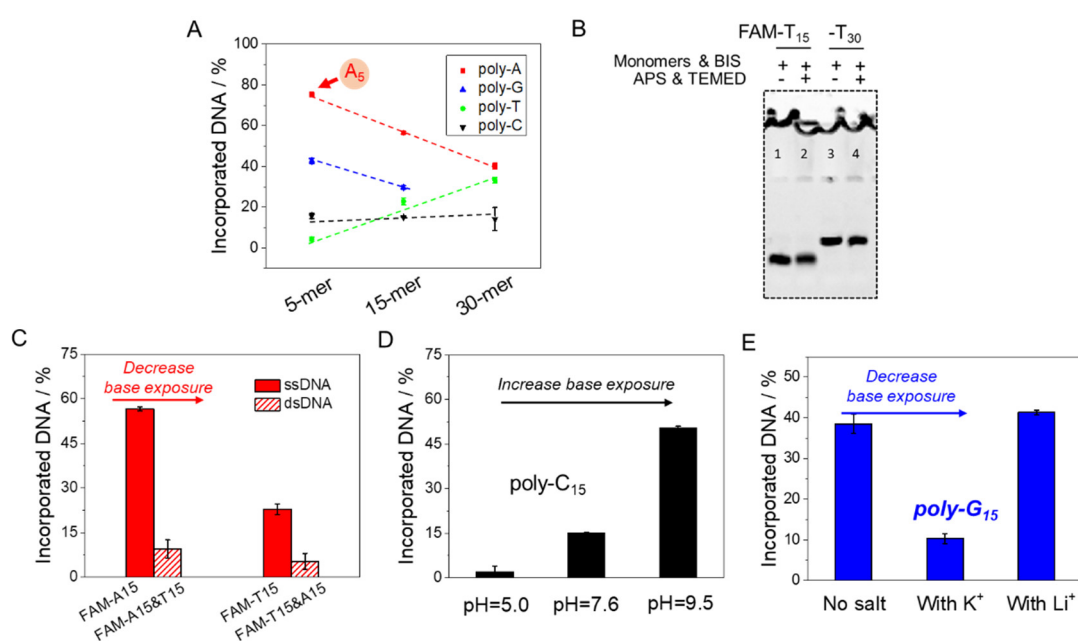 A
Incorporated DNA / %
100
80
60
40
20
0
A5
poly-A
poly-G
poly-T
poly-C
5-mer
15-mer
30-mer
B
FAM-T15 -T30
Monomers & BIS + + + +
APS & TEMED - + - +
1 2 3 4
C
Incorporated DNA / %
75
60
45
30
15
0
Decrease
base exposure
ssDNA
dsDNA
FAM-A15
FAM-A15&T15
FAM-T15
FAM-T15&A15
D
Incorporated DNA / %
75
60
45
30
15
0
Increase base exposure
poly-C15
pH=5.0 pH=7.6 pH=9.5
E
Incorporated DNA / %
50
40
30
20
10
0
Decrease
base exposure
poly-G15
No salt With K+ With Li+